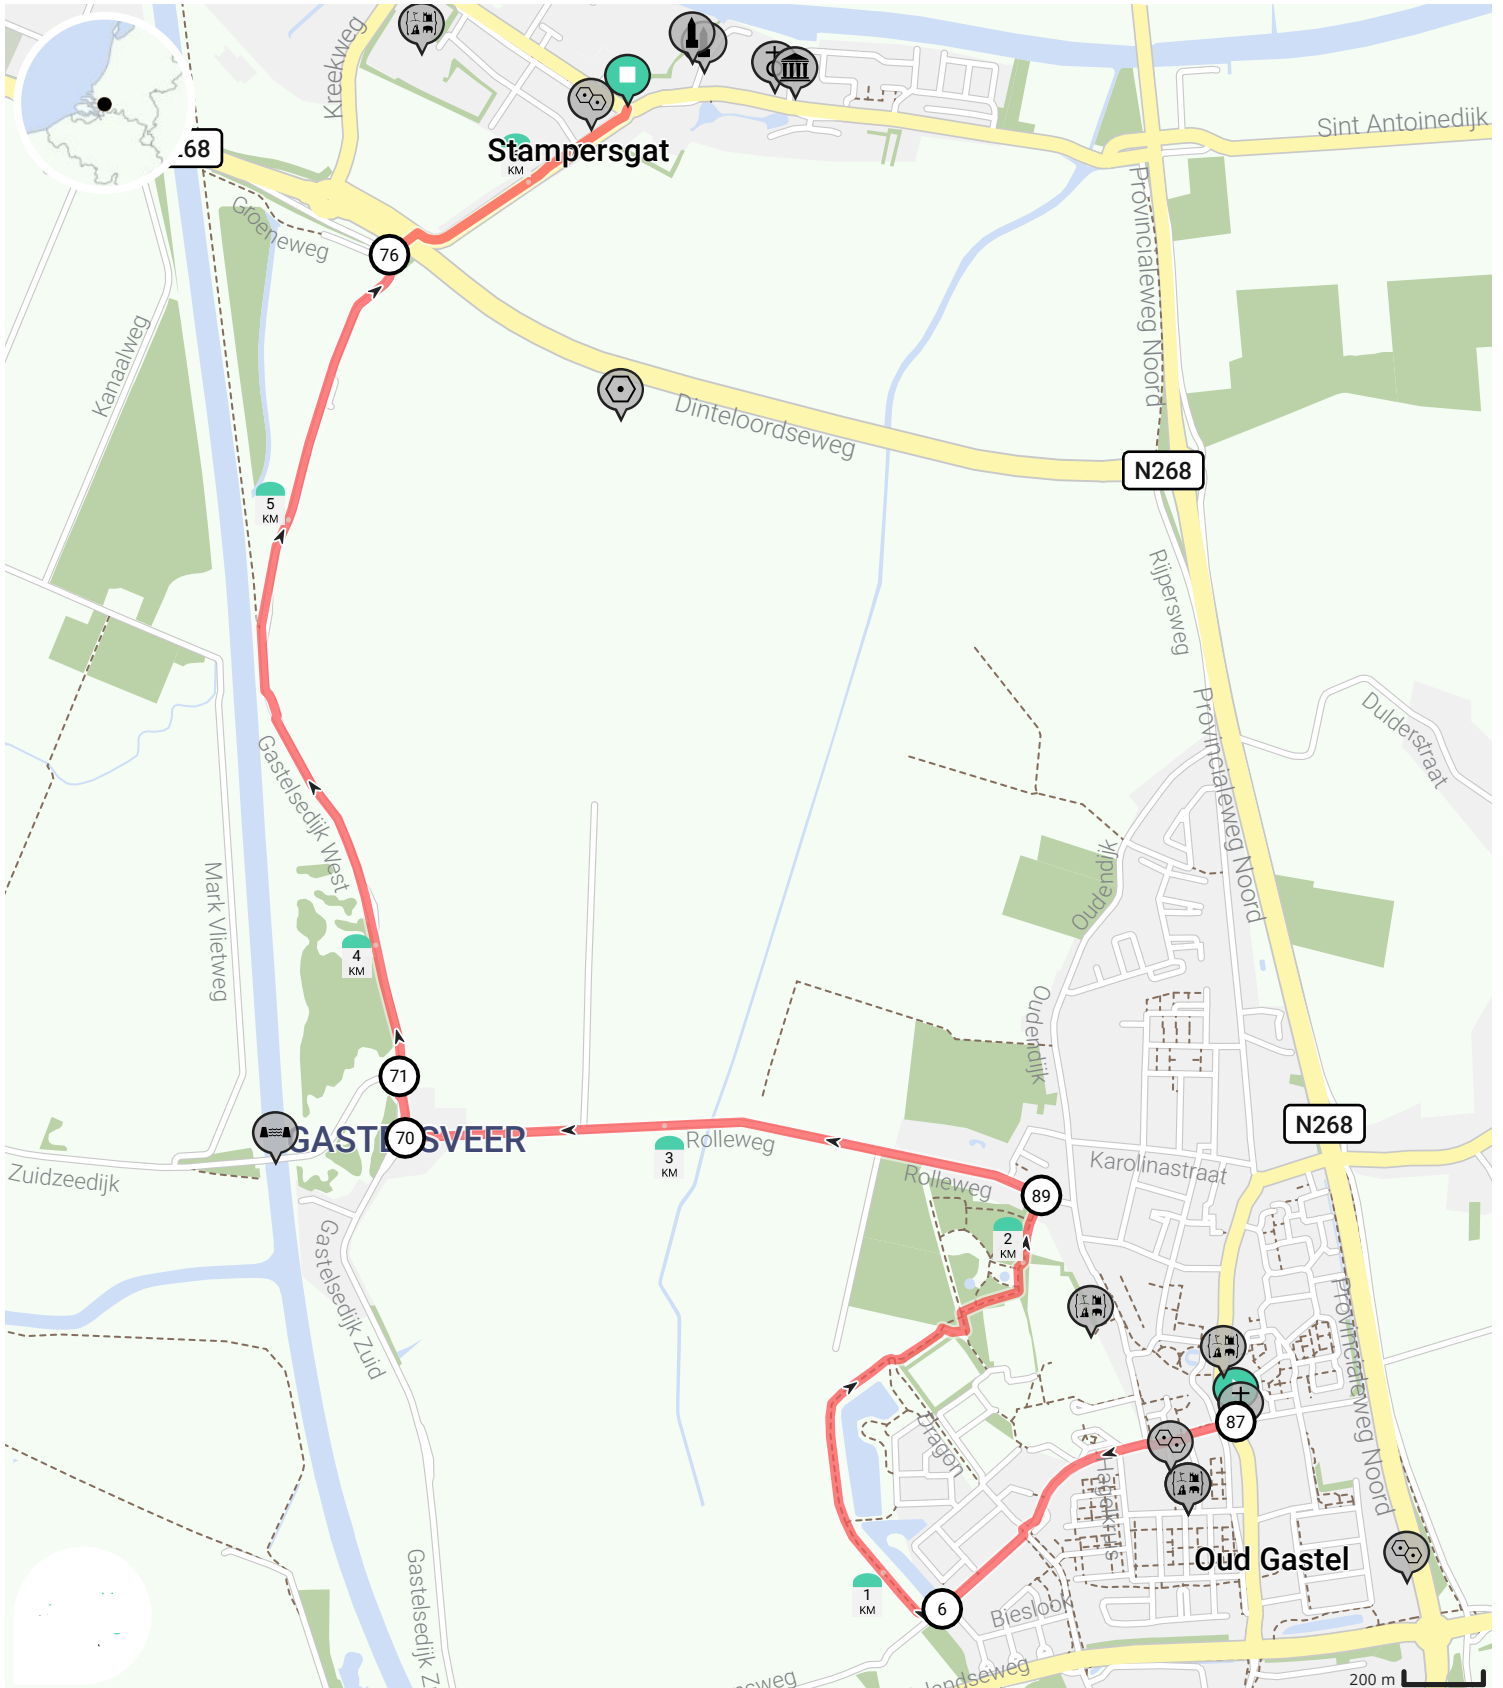 Kreekweg
Stampersgat
KM
Sint Antoinedijk
268
Groeneweg
76
Provincialeweg Noord
Kanaalweg
Dinteloordseweg
N268
5
KM
Rijpersweg
Provincialeweg Noord
Dulderstraat
Gastelsedijk West
Mark Vlietweg
Oudendijk
4
KM
Oudendijk
71
GASTELSVEER
70
Rolleweg
3
KM
N268
Karolinastraat
Zuidzeedijk
Rolleweg
89
2
KM
Gastelsedijk Zuid
Provincialeweg Noord
87
Dragon
Oud Gastel
1
KM
6
Bieslook
Gastelsedijk Z
200 m